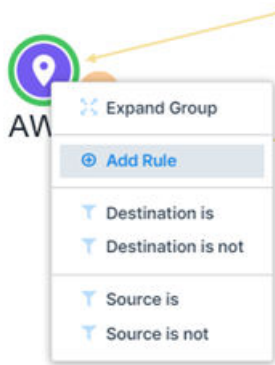 AW
Expand Group
Add Rule
Destination is
Destination is not
Source is
Source is not